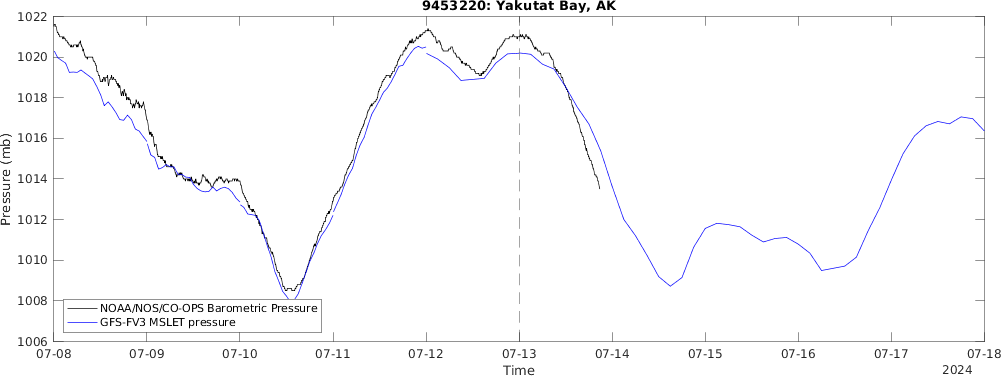 9453220: Yakutat Bay, AK
Pressure (mb)
1022
1020
1018
1016
1014
1012
1010
1008
1006
NOAA/NOS/CO-OPS Barometric Pressure
GFS-FV3 MSLET pressure
07-08 07-09 07-10 07-11 07-12 07-13 07-14 07-15 07-16 07-17 07-18
Time
2024